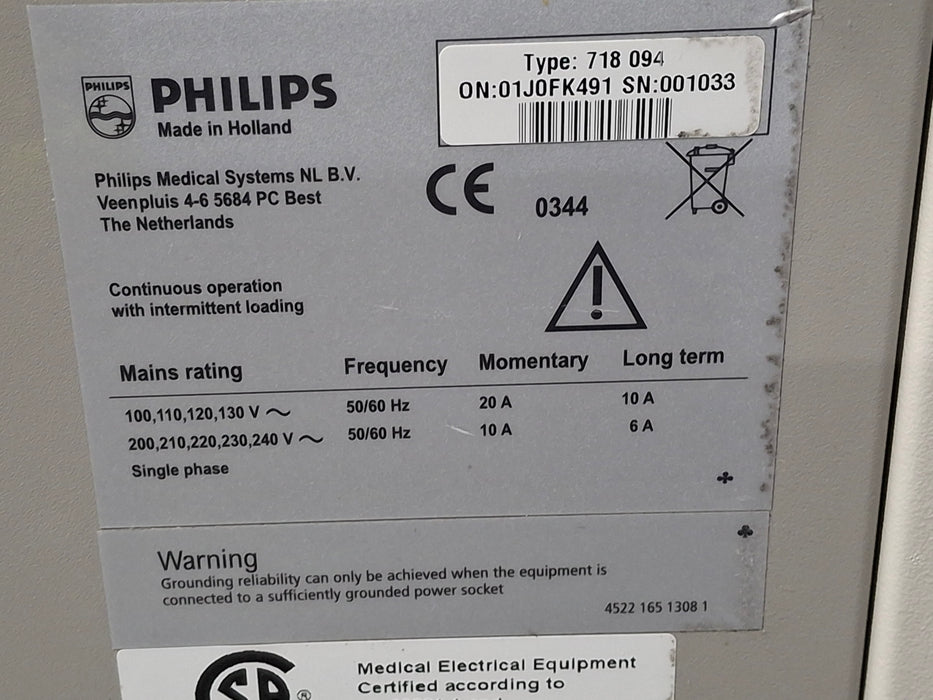 PHILIPS
PHILIPS
Made in Holland
Type: 718 094
ON:01J0FK491 SN:001033
Philips Medical Systems NL B.V.
Veenpluis 4-6 5684 PC Best
The Netherlands
CE 0344
Continuous operation
with intermittent loading
Mains rating Frequency Momentary Long term
100,110,120,130 V ~ 50/60 Hz 20 A 10 A
200,210,220,230,240 V ~ 50/60 Hz 10 A 6 A
Single phase
Warning
Grounding reliability can only be achieved when the equipment is
connected to a sufficiently grounded power socket
4522 165 1308 1
®
Medical Electrical Equipment
Certified according to